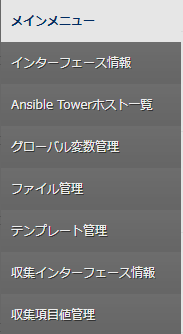 メインメニュー
インターフェース情報
Ansible Towerホスト一覧
グローバル変数管理
ファイル管理
テンプレート管理
収集インターフェース情報
収集項目値管理